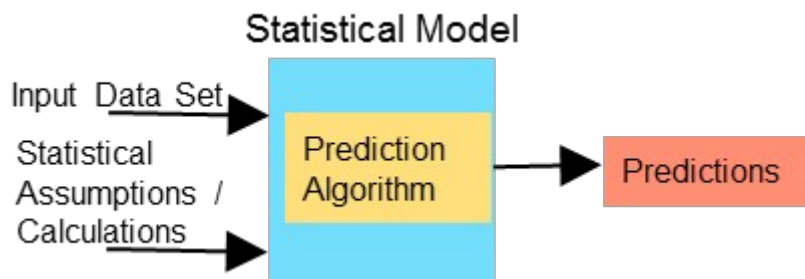 Statistical Model
Input Data Set
Statistical
Assumptions /
Calculations
Prediction
Algorithm
Predictions